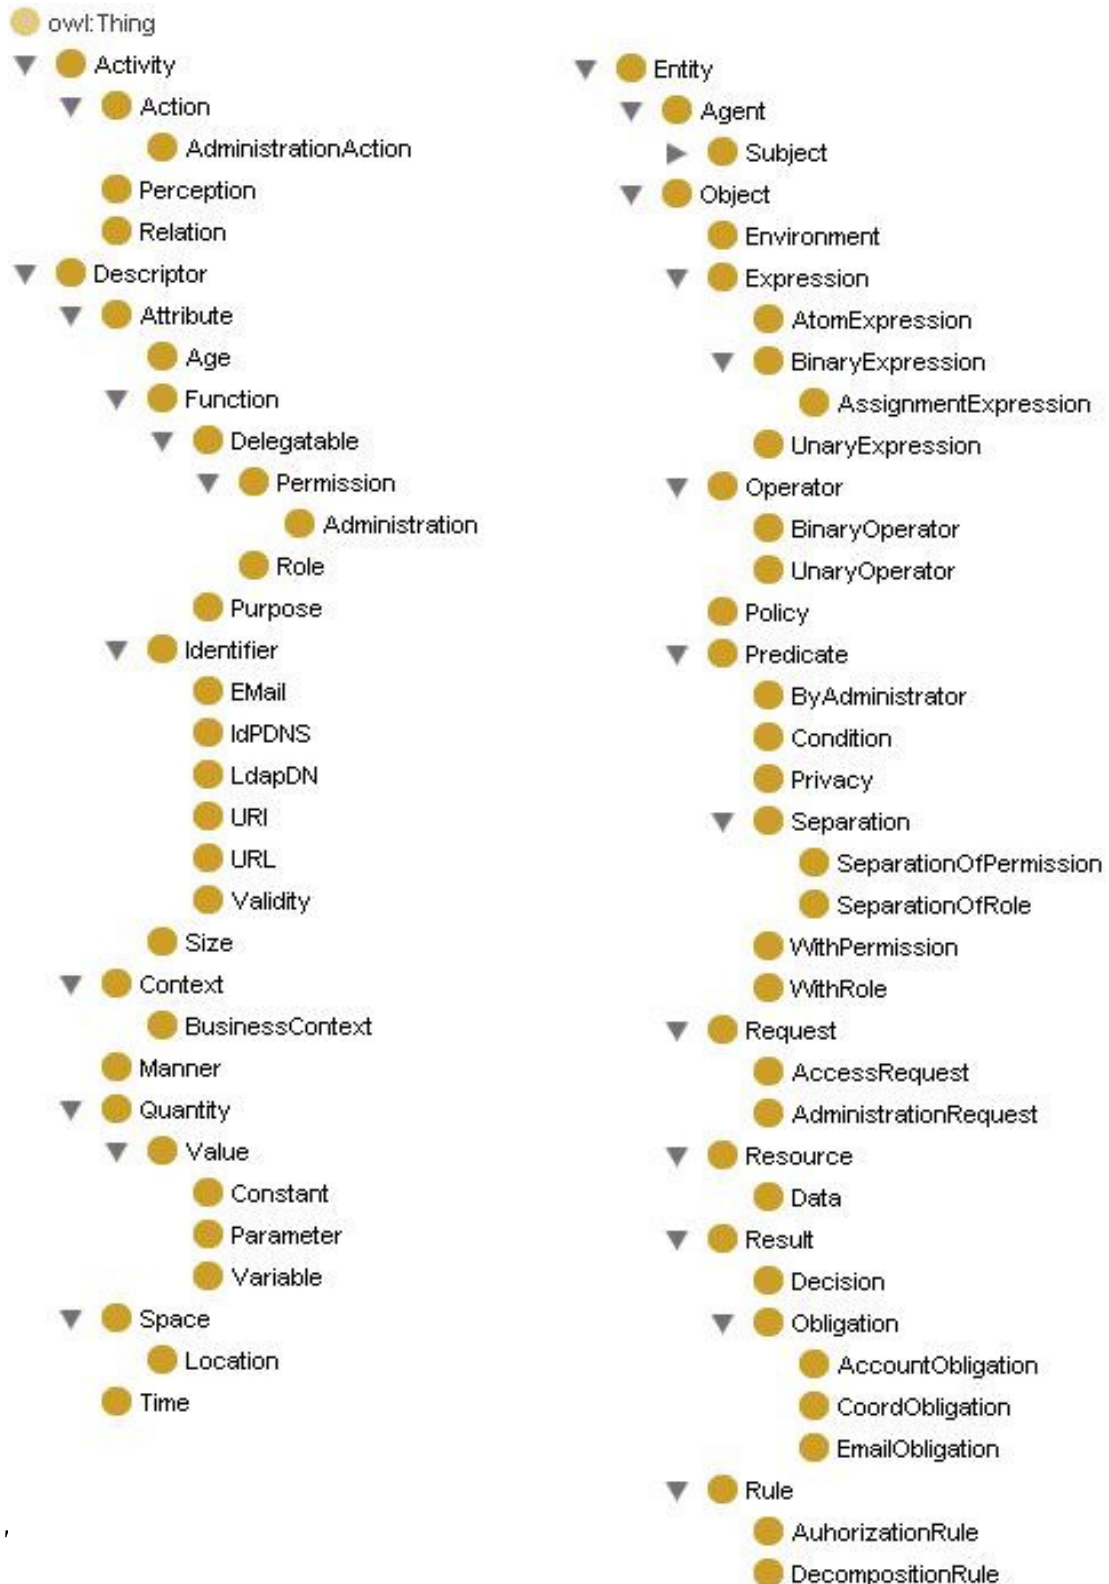 owl:Thing
Activity
Action
AdministrationAction
Perception
Relation
Descriptor
Attribute
Age
Function
Delegatable
Permission
Administration
Role
Purpose
Identifier
EMail
IdPDNS
LdapDN
URI
URL
Validity
Size
Context
BusinessContext
Manner
Quantity
Value
Constant
Parameter
Variable
Space
Location
Time
,
Entity
Agent
Subject
Object
Environment
Expression
AtomExpression
BinaryExpression
AssignmentExpression
UnaryExpression
Operator
BinaryOperator
UnaryOperator
Policy
Predicate
ByAdministrator
Condition
Privacy
Separation
SeparationOfPermission
SeparationOfRole
WithPermission
WithRole
Request
AccessRequest
AdministrationRequest
Resource
Data
Result
Decision
Obligation
AccountObligation
CoordObligation
EmailObligation
Rule
AuhorizationRule
DecompositionRule